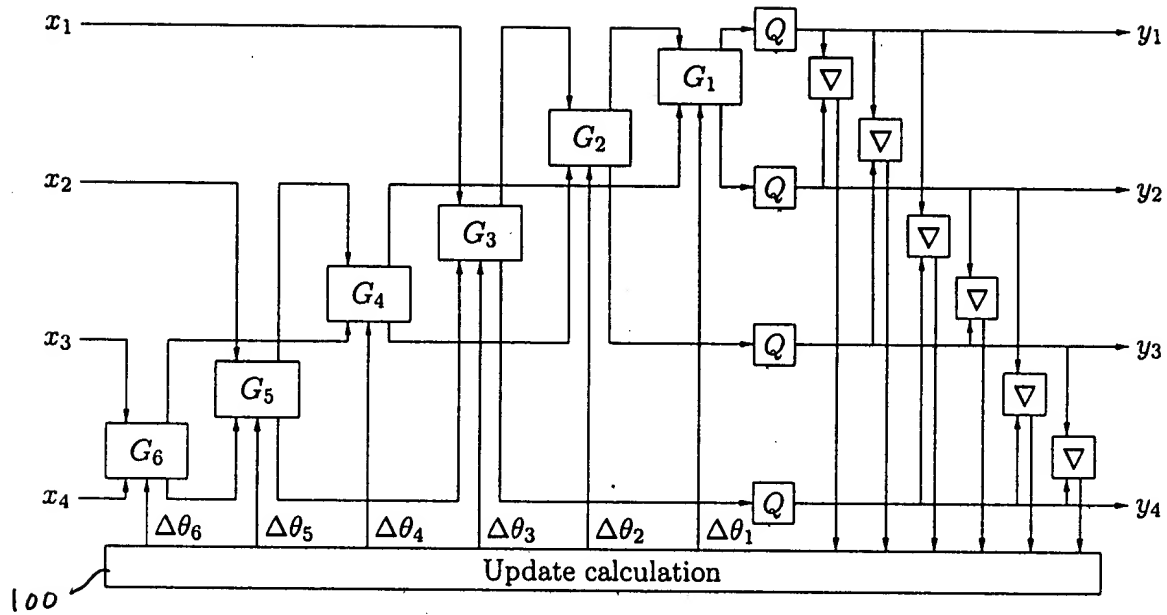 x₁ Q y₁
G₁ ∇
G₂ ∇
x₂ Q y₂
G₃ ∇
G₄ ∇
x₃ Q y₃
G₅ ∇
G₆ ∇
x₄ Q y₄
Δθ₆ Δθ₅ Δθ₄ Δθ₃ Δθ₂ Δθ₁
Update calculation
100